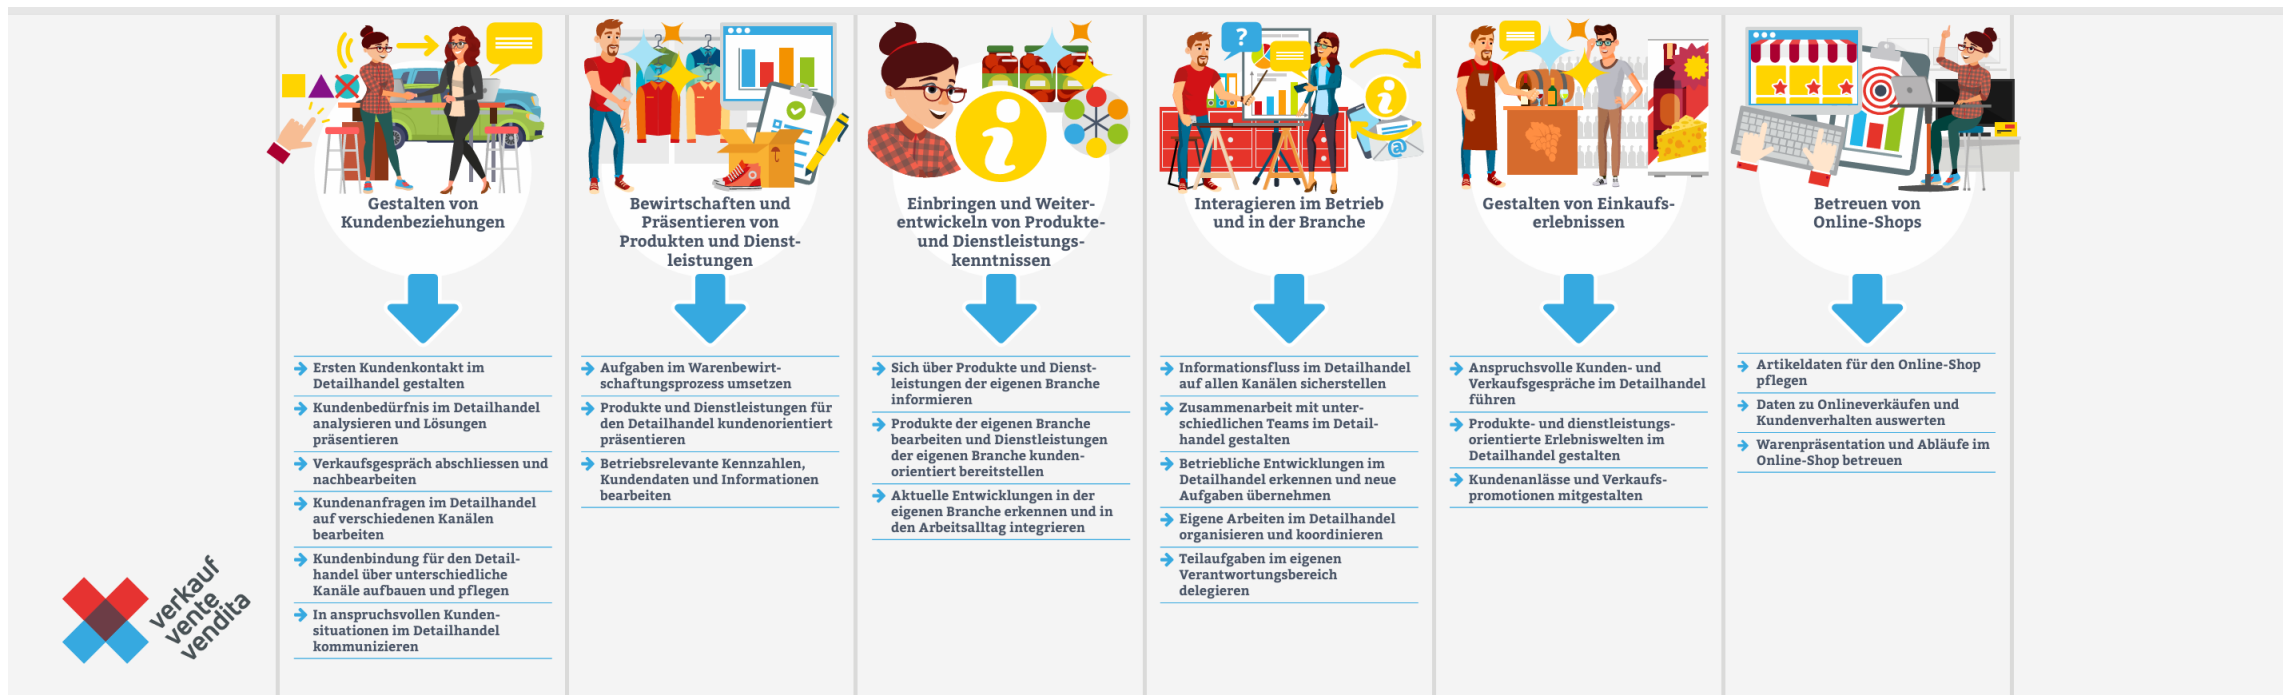 Gestalten von
Kundenbeziehungen
Ersten Kundenkontakt im
Detailhandel gestalten
Kundenbedürfnis im Detailhandel
analysieren und Lösungen
präsentieren
Verkaufsgespräch abschliessen und
nachbearbeiten
Kundenanfragen im Detailhandel
auf verschiedenen Kanälen
bearbeiten
Kundenbindung für den Detail-
handel über unterschiedliche
Kanäle aufbauen und pflegen
In anspruchsvollen Kunden-
situationen im Detailhandel
kommunizieren
Bewirtschaften und
Präsentieren von
Produkten und Dienst-
leistungen
Aufgaben im Warenbewirt-
schaftungsprozess umsetzen
Produkte und Dienstleistungen für
den Detailhandel kundenorientiert
präsentieren
Betriebsrelevante Kennzahlen,
Kundendaten und Informationen
bearbeiten
i
Einbringen und Weiter-
entwickeln von Produkte-
und Dienstleistungs-
kenntnissen
Sich über Produkte und Dienst-
leistungen der eigenen Branche
informieren
Produkte der eigenen Branche
bearbeiten und Dienstleistungen
der eigenen Branche kunden-
orientiert bereitstellen
Aktuelle Entwicklungen in der
eigenen Branche erkennen und in
den Arbeitsalltag integrieren
?
i
@
Interagieren im Betrieb
und in der Branche
Informationsfluss im Detailhandel
auf allen Kanälen sicherstellen
Zusammenarbeit mit unter-
schiedlichen Teams im Detail-
handel gestalten
Betriebliche Entwicklungen im
Detailhandel erkennen und neue
Aufgaben übernehmen
Eigene Arbeiten im Detailhandel
organisieren und koordinieren
Teilaufgaben im eigenen
Verantwortungsbereich
delegieren
Gestalten von Einkaufs-
erlebnissen
Anspruchsvolle Kunden- und
Verkaufsgespräche im Detailhandel
führen
Produkte- und dienstleistungs-
orientierte Erlebniswelten im
Detailhandel gestalten
Kundenanlässe und Verkaufs-
promotionen mitgestalten
Betreuen von
Online-Shops
Artikeldaten für den Online-Shop
pflegen
Daten zu Onlineverkäufen und
Kundenverhalten auswerten
Warenpräsentation und Abläufe im
Online-Shop betreuen
verkauf
vente
vendita